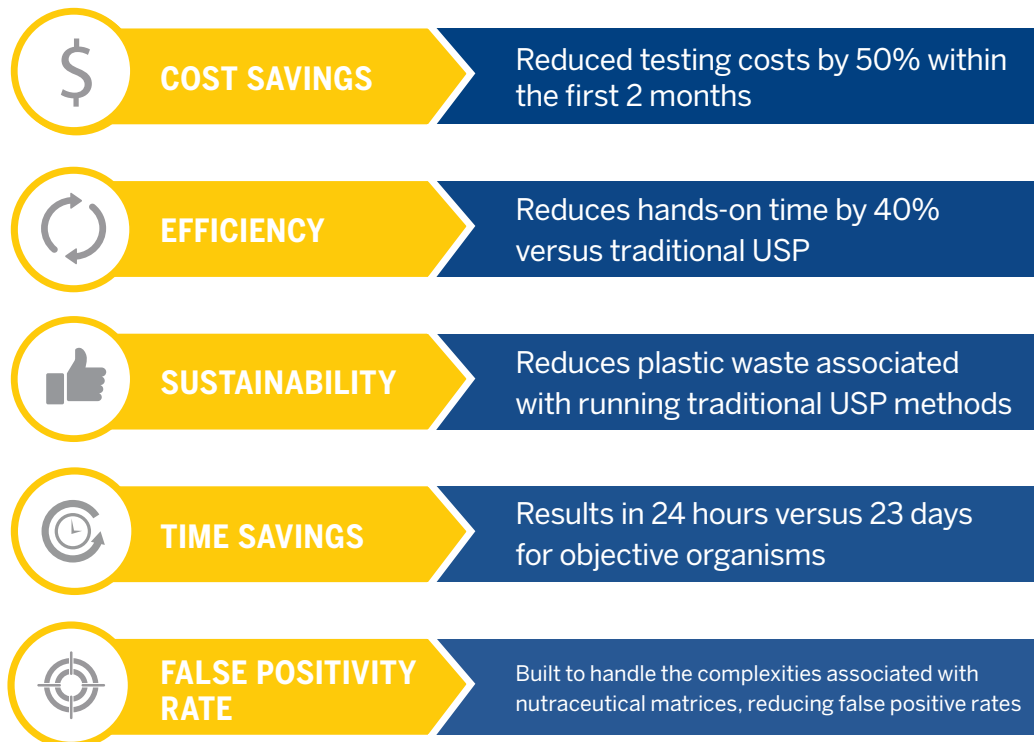 $
COST SAVINGS
Reduced testing costs by 50% within
the first 2 months
EFFICIENCY
Reduces hands-on time by 40%
versus traditional USP
SUSTAINABILITY
Reduces plastic waste associated
with running traditional USP methods
TIME SAVINGS
Results in 24 hours versus 23 days
for objective organisms
FALSE POSITIVITY
RATE
Built to handle the complexities associated with
nutraceutical matrices, reducing false positive rates